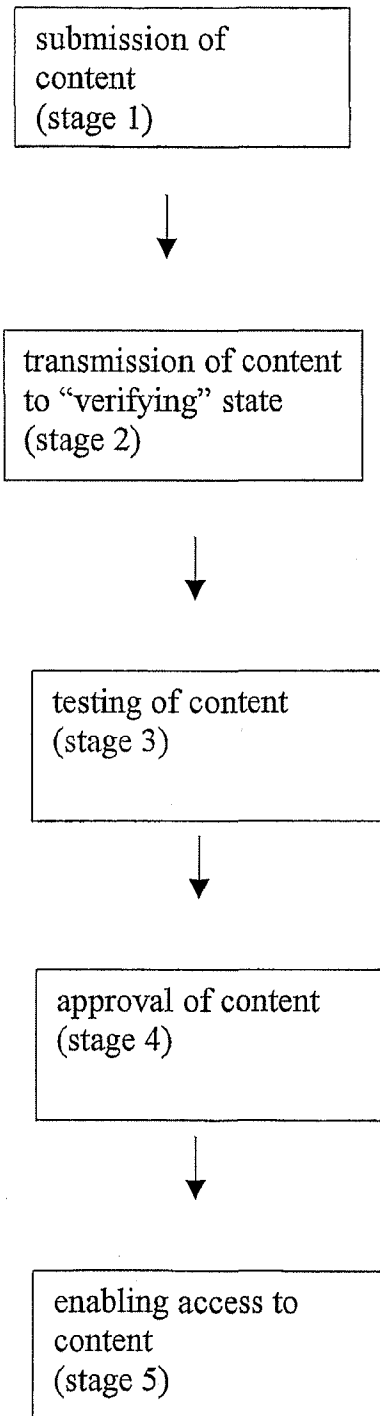 submission of
content
(stage 1)
transmission of content
to “verifying” state
(stage 2)
testing of content
(stage 3)
approval of content
(stage 4)
enabling access to
content
(stage 5)